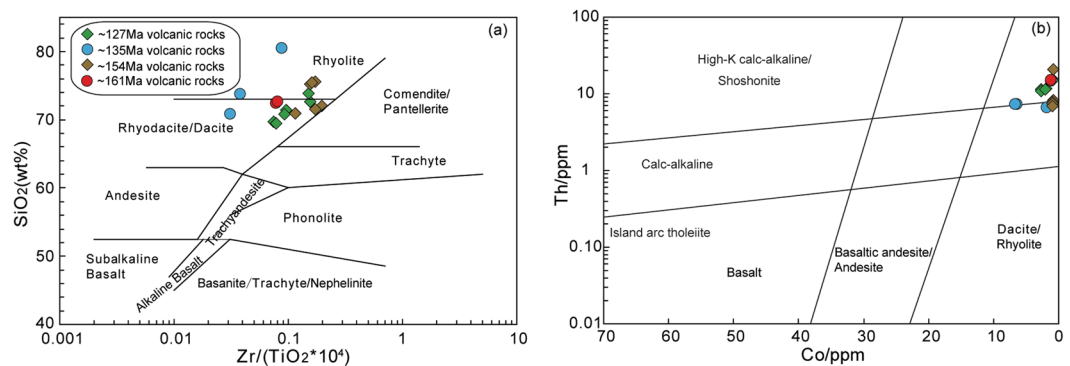 (a)
~127Ma volcanic rocks
~135Ma volcanic rocks
~154Ma volcanic rocks
~161Ma volcanic rocks
Rhyolite
Comendite/
Pantellerite
Rhyodacite/Dacite
Trachyte
Andesite
Trachyandesite
Phonolite
Subalkaline
Basalt
Alkaline Basalt
Basanite/Trachyte/Nephelinite
80
70
60
50
40
SiO2(wt%)
0.001
0.01
0.1
1
10
Zr/(TiO2*10⁴)
(b)
High-K calc-alkaline/
Shoshonite
Calc-alkaline
Island arc tholeiite
Basalt
Basaltic andesite/
Andesite
Dacite/
Rhyolite
100
10
1
0.10
0.01
Th/ppm
70
60
50
40
30
20
10
0
Co/ppm